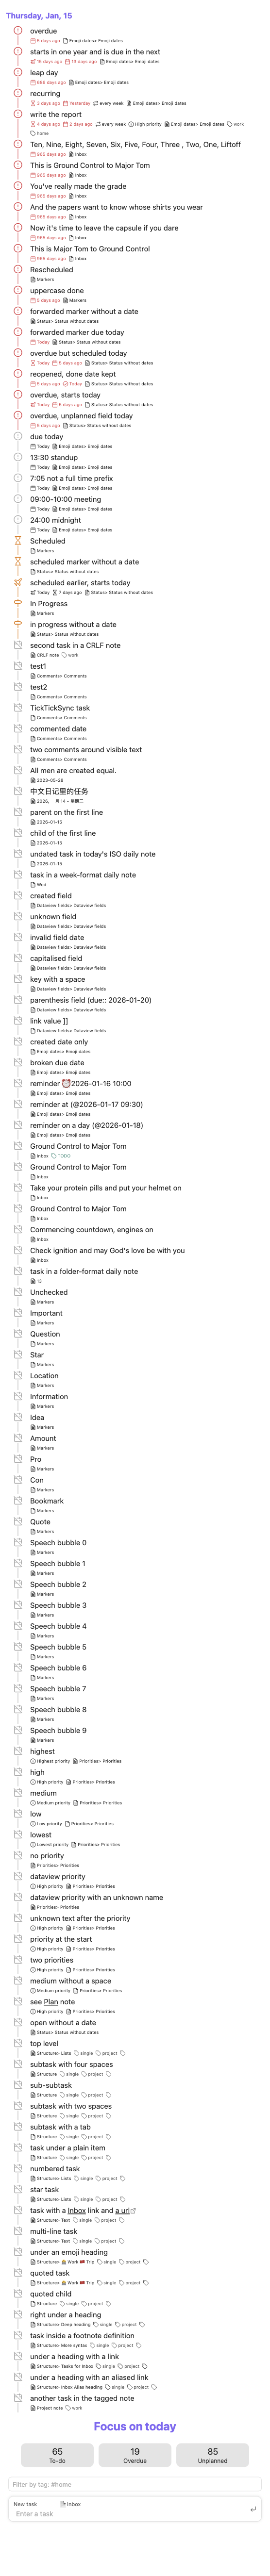 Thursday, Jan, 15
overdue
5 days ago Emoji dates> Emoji dates
starts in one year and is due in the next
15 days ago 13 days ago Emoji dates> Emoji dates
leap day
686 days ago Emoji dates> Emoji dates
recurring
3 days ago Yesterday every week Emoji dates> Emoji dates
write the report
4 days ago 2 days ago every week High priority Emoji dates> Emoji dates work
home
Ten, Nine, Eight, Seven, Six, Five, Four, Three , Two, One, Liftoff
965 days ago Inbox
This is Ground Control to Major Tom
965 days ago Inbox
You've really made the grade
965 days ago Inbox
And the papers want to know whose shirts you wear
965 days ago Inbox
Now it's time to leave the capsule if you dare
965 days ago Inbox
This is Major Tom to Ground Control
965 days ago Inbox
Rescheduled
Markers
uppercase done
5 days ago Markers
forwarded marker without a date
Status> Status without dates
forwarded marker due today
Today Status> Status without dates
overdue but scheduled today
Today 5 days ago Status> Status without dates
reopened, done date kept
5 days ago Today Status> Status without dates
overdue, starts today
Today 5 days ago Status> Status without dates
overdue, unplanned field today
5 days ago Status> Status without dates
due today
Today Emoji dates> Emoji dates
13:30 standup
Today Emoji dates> Emoji dates
7:05 not a full time prefix
Today Emoji dates> Emoji dates
09:00-10:00 meeting
Today Emoji dates> Emoji dates
24:00 midnight
Today Emoji dates> Emoji dates
Scheduled
Markers
scheduled marker without a date
Status> Status without dates
scheduled earlier, starts today
Today 7 days ago Status> Status without dates
In Progress
Markers
in progress without a date
Status> Status without dates
second task in a CRLF note
CRLF note work
test1
Comments> Comments
test2
Comments> Comments
TickTickSync task
Comments> Comments
commented date
Comments> Comments
two comments around visible text
Comments> Comments
All men are created equal.
2023-05-28
中文日记里的任务
2026, 一月 14 - 星期三
parent on the first line
2026-01-15
child of the first line
2026-01-15
undated task in today's ISO daily note
2026-01-15
task in a week-format daily note
Wed
created field
Dataview fields> Dataview fields
unknown field
Dataview fields> Dataview fields
invalid field date
Dataview fields> Dataview fields
capitalised field
Dataview fields> Dataview fields
key with a space
Dataview fields> Dataview fields
parenthesis field (due:: 2026-01-20)
Dataview fields> Dataview fields
link value ]]
Dataview fields> Dataview fields
created date only
Emoji dates> Emoji dates
broken due date
Emoji dates> Emoji dates
reminder ⏰2026-01-16 10:00
Emoji dates> Emoji dates
reminder at (@2026-01-17 09:30)
Emoji dates> Emoji dates
reminder on a day (@2026-01-18)
Emoji dates> Emoji dates
Ground Control to Major Tom
Inbox TODO
Ground Control to Major Tom
Inbox
Take your protein pills and put your helmet on
Inbox
Ground Control to Major Tom
Inbox
Commencing countdown, engines on
Inbox
Check ignition and may God's love be with you
Inbox
task in a folder-format daily note
13
Unchecked
Markers
Important
Markers
Question
Markers
Star
Markers
Location
Markers
Information
Markers
Idea
Markers
Amount
Markers
Pro
Markers
Con
Markers
Bookmark
Markers
Quote
Markers
Speech bubble 0
Markers
Speech bubble 1
Markers
Speech bubble 2
Markers
Speech bubble 3
Markers
Speech bubble 4
Markers
Speech bubble 5
Markers
Speech bubble 6
Markers
Speech bubble 7
Markers
Speech bubble 8
Markers
Speech bubble 9
Markers
highest
Highest priority Priorities> Priorities
high
High priority Priorities> Priorities
medium
Medium priority Priorities> Priorities
low
Low priority Priorities> Priorities
lowest
Lowest priority Priorities> Priorities
no priority
Priorities> Priorities
dataview priority
High priority Priorities> Priorities
dataview priority with an unknown name
Priorities> Priorities
unknown text after the priority
High priority Priorities> Priorities
priority at the start
High priority Priorities> Priorities
two priorities
High priority Priorities> Priorities
medium without a space
Medium priority Priorities> Priorities
see Plan note
High priority Priorities> Priorities
open without a date
Status> Status without dates
top level
Structure> Lists single project
subtask with four spaces
Structure single project
sub-subtask
Structure single project
subtask with two spaces
Structure single project
subtask with a tab
Structure single project
task under a plain item
Structure> Lists single project
numbered task
Structure> Lists single project
star task
Structure> Lists single project
task with a Inbox link and a url
Structure> Text single project
multi-line task
Structure> Text single project
under an emoji heading
Structure> Work Trip single project
quoted task
Structure> Work Trip single project
quoted child
Structure single project
right under a heading
Structure> Deep heading single project
task inside a footnote definition
Structure> More syntax single project
under a heading with a link
Structure> Tasks for Inbox single project
under a heading with an aliased link
Structure> Inbox Alias heading single project
another task in the tagged note
Project note work
Focus on today
65
To-do
19
Overdue
85
Unplanned
Filter by tag: #home
New task Inbox
Enter a task